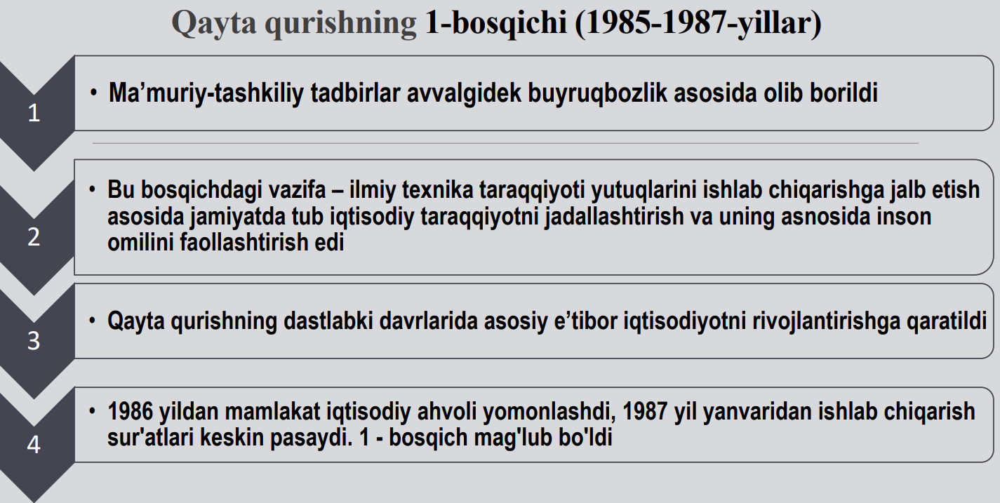 Qayta qurishning 1-bosqichi (1985-1987-yillar)
1
• Ma’muriy-tashkiliy tadbirlar avvalgidek buyruqbozlik asosida olib borildi
2
• Bu bosqichdagi vazifa – ilmiy texnika taraqqiyoti yutuqlarini ishlab chiqarishga jalb etish
asosida jamiyatda tub iqtisodiy taraqqiyotni jadallashtirish va uning asnosida inson
omilini faollashtirish edi
3
• Qayta qurishning dastlabki davrlarida asosiy e’tibor iqtisodiyotni rivojlantirishga qaratildi
4
• 1986 yildan mamlakat iqtisodiy ahvoli yomonlashdi, 1987 yil yanvaridan ishlab chiqarish
sur'atlari keskin pasaydi. 1 - bosqich mag'lub bo'ldi